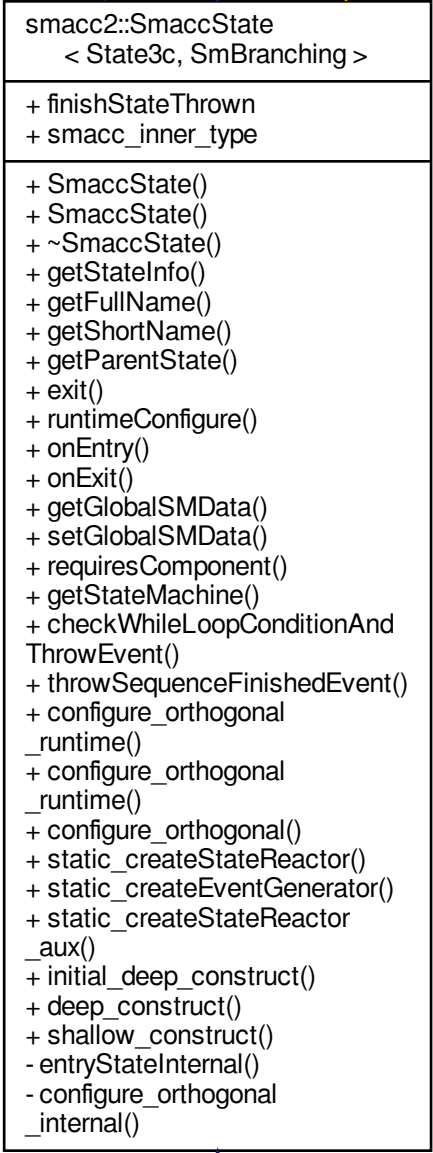 smacc2::SmaccState
< State3c, SmBranching >
+ finishStateThrown
+ smacc_inner_type
+ SmaccState()
+ SmaccState()
+ ~SmaccState()
+ getStateInfo()
+ getFullName()
+ getShortName()
+ getParentState()
+ exit()
+ runtimeConfigure()
+ onEntry()
+ onExit()
+ getGlobalSMData()
+ setGlobalSMData()
+ requiresComponent()
+ getStateMachine()
+ checkWhileLoopConditionAnd
ThrowEvent()
+ throwSequenceFinishedEvent()
+ configure_orthogonal
_runtime()
+ configure_orthogonal
_runtime()
+ configure_orthogonal()
+ static_createStateReactor()
+ static_createEventGenerator()
+ static_createStateReactor
_aux()
+ initial_deep_construct()
+ deep_construct()
+ shallow_construct()
- entryStateInternal()
- configure_orthogonal
_internal()